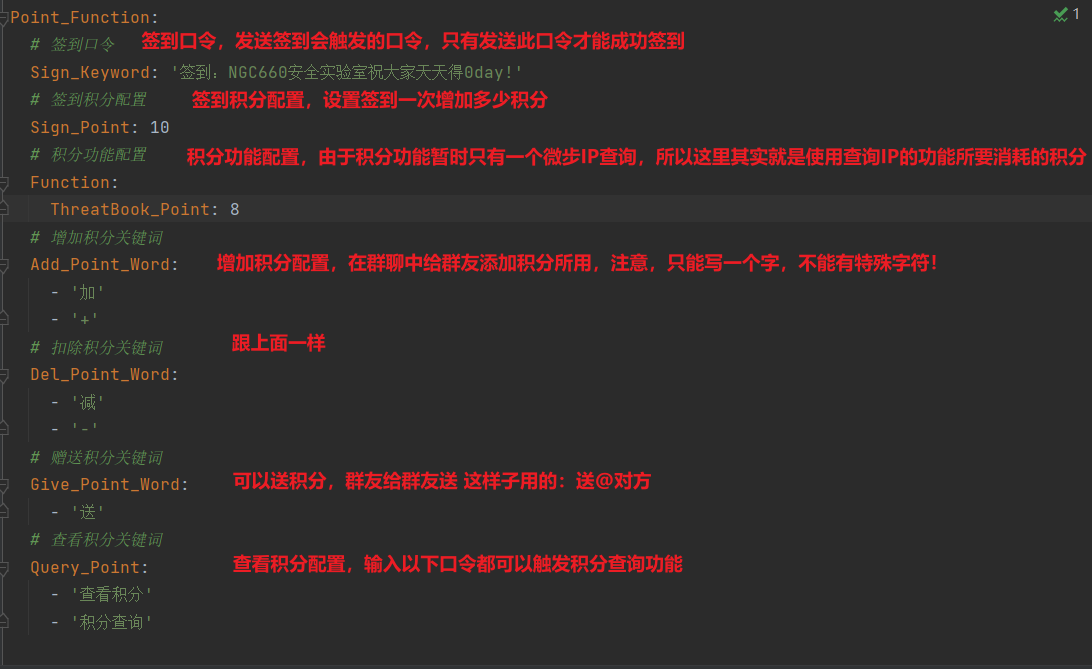 Point_Function: 1
# 签到口令 签到口令，发送签到会触发的口令，只有发送此口令才能成功签到
Sign_Keyword: '签到：NGC660安全实验室祝大家天天得0day!'
# 签到积分配置 签到积分配置，设置签到一次增加多少积分
Sign_Point: 10
# 积分功能配置 积分功能配置，由于积分功能暂时只有一个微步IP查询，所以这里其实就是使用查询IP的功能所要消耗的积分
Function:
ThreatBook_Point: 8
# 增加积分关键词
Add_Point_Word: 增加积分配置，在群聊中给群友添加积分所用，注意，只能写一个字，不能有特殊字符！
- '加'
- '+'
# 扣除积分关键词 跟上面一样
Del_Point_Word:
- '减'
- '-'
# 赠送积分关键词
Give_Point_Word: 可以送积分，群友给群友送 这样子用的：送@对方
- '送'
# 查看积分关键词
Query_Point: 查看积分配置，输入以下口令都可以触发积分查询功能
- '查看积分'
- '积分查询'